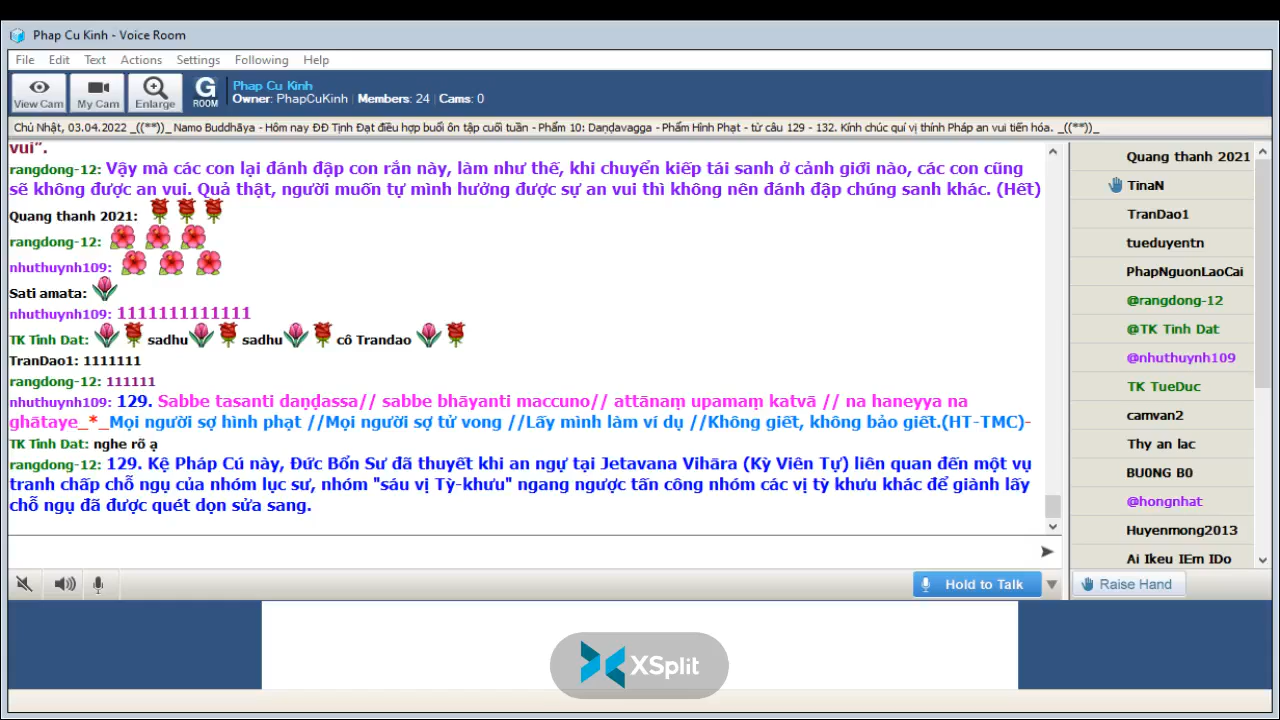 Phap Cu Kinh - Voice Room
File Edit Text Actions Settings Following Help
View Cam My Cam Enlarge G ROOM
Phap Cu Kinh
Owner: PhapCuKinh Members: 24 Cams: 0
Chủ Nhật, 03.04.2022 _((**))_ Namo Buddhāya - Hôm nay ĐĐ Tịnh Đạt điều hợp buổi ôn tập cuối tuần - Phẩm 10: Daṇḍavagga - Phẩm Hình Phạt - từ câu 129 - 132. Kính chúc quí vị thính Pháp an vui tiến hóa. _((**))_
vui”.
rangdong-12: Vậy mà các con lại đánh đập con rắn này, làm như thế, khi chuyển kiếp tái sanh ở cảnh giới nào, các con cũng
sẽ không được an vui. Quả thật, người muốn tự mình hưởng được sự an vui thì không nên đánh đập chúng sanh khác. (Hết)
Quang thanh 2021:
rangdong-12:
nhuthuynh109:
Sati amata:
nhuthuynh109: 1111111111111
TK Tinh Dat: sadhu sadhu cô Trandao
TranDao1: 1111111
rangdong-12: 111111
nhuthuynh109: 129. Sabbe tasanti daṇḍassa// sabbe bhāyanti maccuno// attānaṃ upamaṃ katvā // na haneyya na
ghātaye_*_Mọi người sợ hình phạt //Mọi người sợ tử vong //Lấy mình làm ví dụ //Không giết, không bảo giết.(HT-TMC)-
TK Tinh Dat: nghe rõ ạ
rangdong-12: 129. Kệ Pháp Cú này, Đức Bổn Sư đã thuyết khi an ngự tại Jetavana Vihāra (Kỳ Viên Tự) liên quan đến một vụ
tranh chấp chỗ ngụ của nhóm lục sư, nhóm "sáu vị Tỳ-khưu" ngang ngược tấn công nhóm các vị tỳ khưu khác để giành lấy
chỗ ngụ đã được quét dọn sửa sang.
Quang thanh 2021
TinaN
TranDao1
tueduyentn
PhapNguonLaoCai
@rangdong-12
@TK Tinh Dat
@nhuthuynh109
TK TueDuc
camvan2
Thy an lac
BU0NG B0
@hongnhat
Huyenmong2013
Ai Ikeu IEm IDo
Hold to Talk
Raise Hand
XSplit